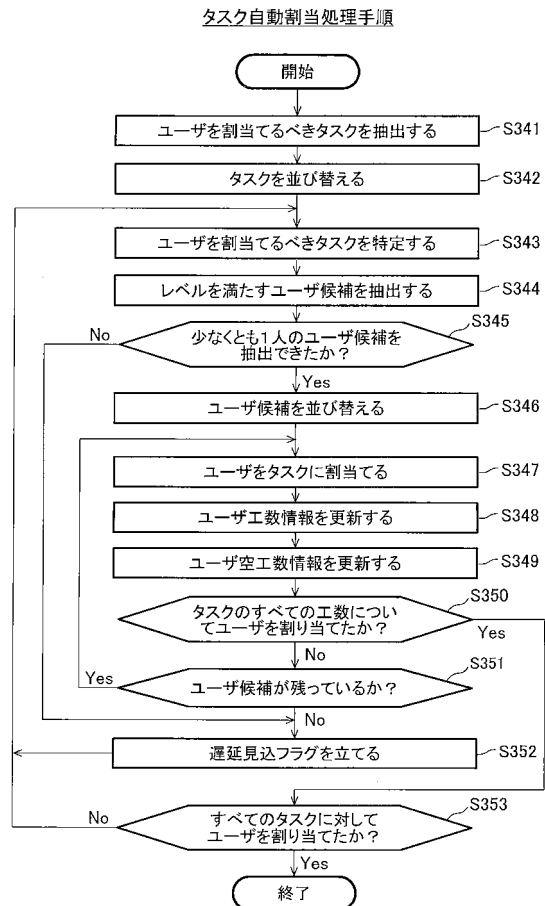 タスク自動割当処理手順
開始
ユーザを割当てるべきタスクを抽出する
S341
タスクを並び替える
S342
ユーザを割当てるべきタスクを特定する
S343
レベルを満たすユーザ候補を抽出する
S344
少なくとも1人のユーザ候補を
抽出できたか?
S345
No
Yes
ユーザ候補を並び替える
S346
ユーザをタスクに割当てる
S347
ユーザ工数情報を更新する
S348
ユーザ空工数情報を更新する
S349
タスクのすべての工数につい
てユーザを割り当てたか?
S350
Yes
No
ユーザ候補が残っているか?
S351
Yes
No
遅延見込フラグを立てる
S352
すべてのタスクに対して
ユーザを割り当てたか?
S353
No
Yes
終了